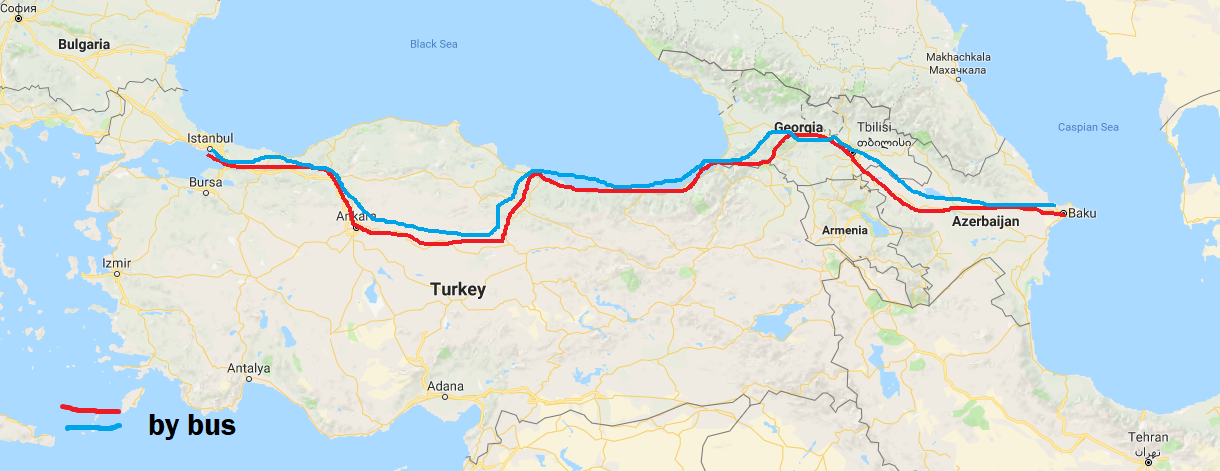 София
Bulgaria
Black Sea
Makhachkala
Махачкала
Istanbul
Georgia
Tbilisi
თბილისი
Caspian Sea
Bursa
Ankara
Baku
Azerbaijan
Armenia
Izmir
Turkey
Antalya
Adana
by bus
Tehran
تهران